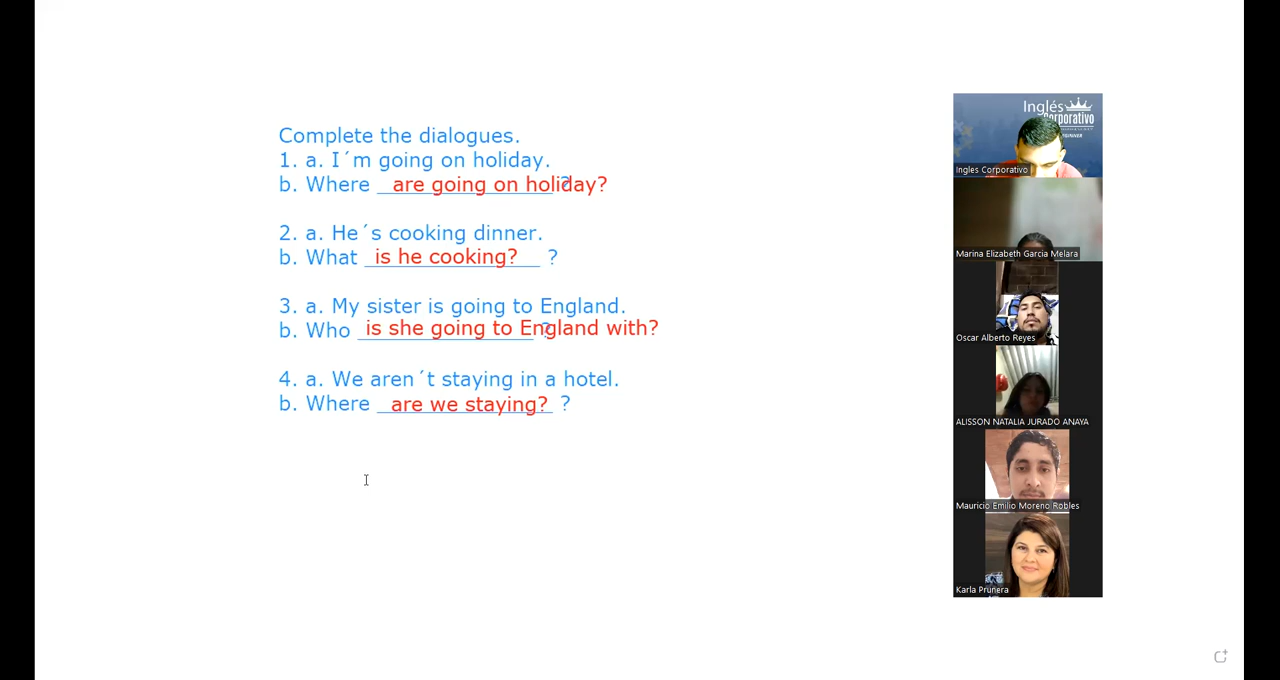 Complete the dialogues.
1. a. I´m going on holiday.
b. Where are going on holiday? ?
2. a. He´s cooking dinner.
b. What is he cooking? ?
3. a. My sister is going to England.
b. Who is she going to England with? ?
4. a. We aren´t staying in a hotel.
b. Where are we staying? ?
Inglés
Corporativo
Ingles Corporativo
Marina Elizabeth Garcia Melara
Oscar Alberto Reyes
ALISSON NATALIA JURADO ANAYA
Mauricio Emilio Moreno Robles
Karla Prunera